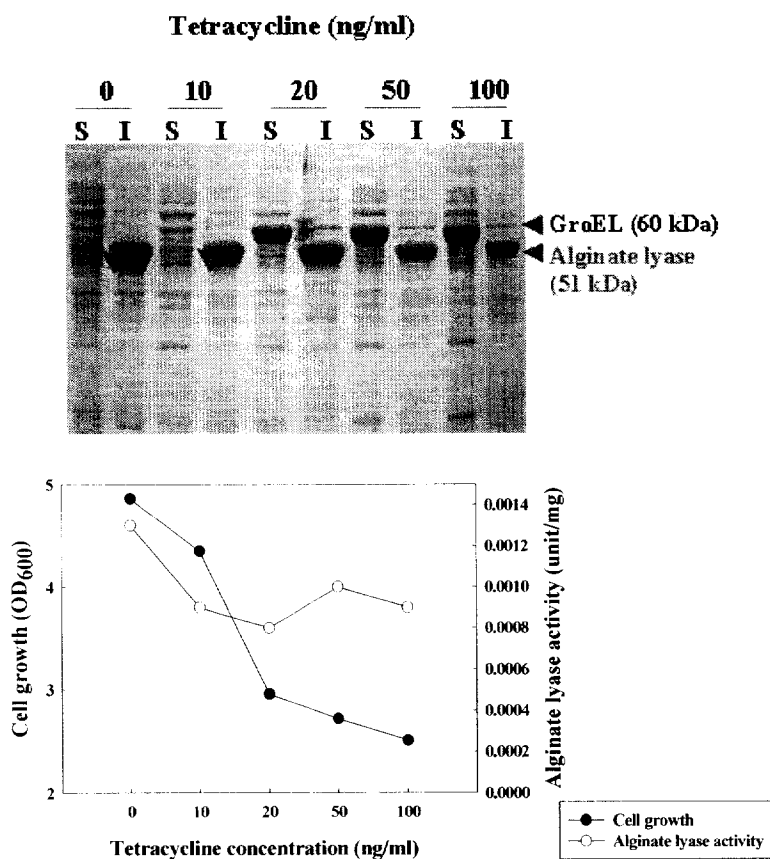 Tetracycline (ng/ml)
0 10 20 50 100
S I S I S I S I S I
GroEL (60 kDa)
Alginate lyase
(51 kDa)
5
4
3
2
Cell growth (OD600)
0.0014
0.0012
0.0010
0.0008
0.0006
0.0004
0.0002
0.0000
Alginate lyase activity (unit/mg)
0 10 20 50 100
Tetracycline concentration (ng/ml)
Cell growth
Alginate lyase activity